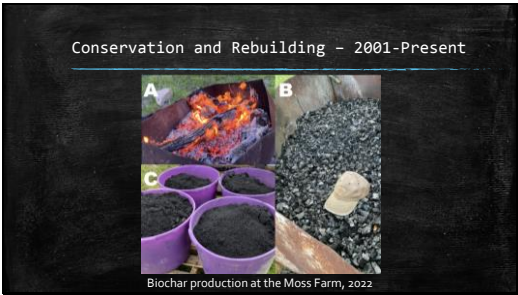 Conservation and Rebuilding – 2001-Present
A
B
C
Biochar production at the Moss Farm, 2022